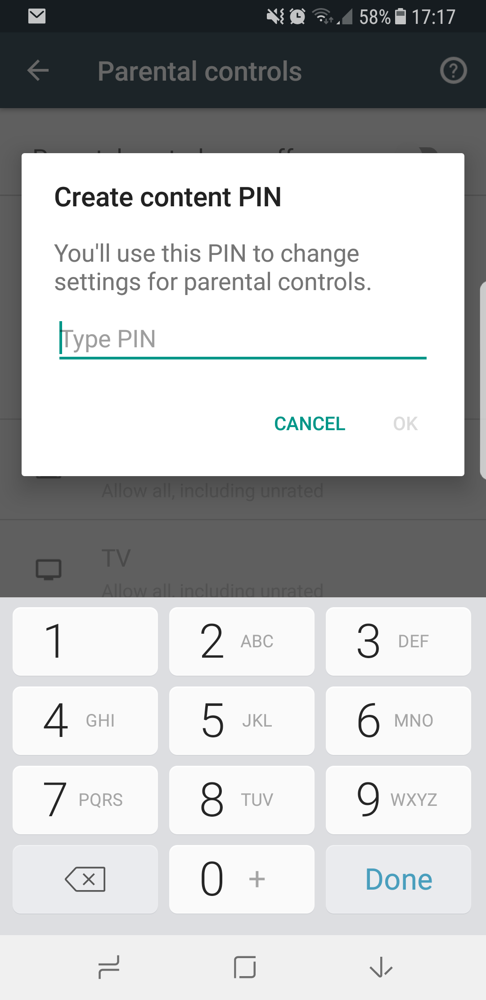 58% 17:17
Parental controls
Create content PIN
You'll use this PIN to change
settings for parental controls.
Type PIN
CANCEL OK
Allow all, including unrated
TV
Allow all, including unrated
1 2 ABC 3 DEF
4 GHI 5 JKL 6 MNO
7 PQRS 8 TUV 9 WXYZ
0 + Done